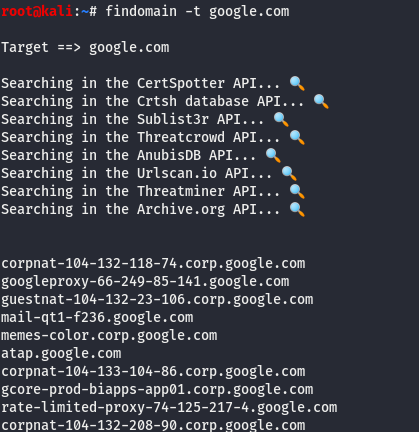 root@kali:~# findomain -t google.com
Target ==> google.com
Searching in the CertSpotter API... 🔍
Searching in the Crtsh database API... 🔍
Searching in the Sublist3r API... 🔍
Searching in the Threatcrowd API... 🔍
Searching in the AnubisDB API... 🔍
Searching in the Urlscan.io API... 🔍
Searching in the Threatminer API... 🔍
Searching in the Archive.org API... 🔍
corpnat-104-132-118-74.corp.google.com
googleproxy-66-249-85-141.google.com
guestnat-104-132-23-106.corp.google.com
mail-qt1-f236.google.com
memes-color.corp.google.com
atap.google.com
corpnat-104-133-104-86.corp.google.com
gcore-prod-biapps-app01.corp.google.com
rate-limited-proxy-74-125-217-4.google.com
corpnat-104-132-208-90.corp.google.com